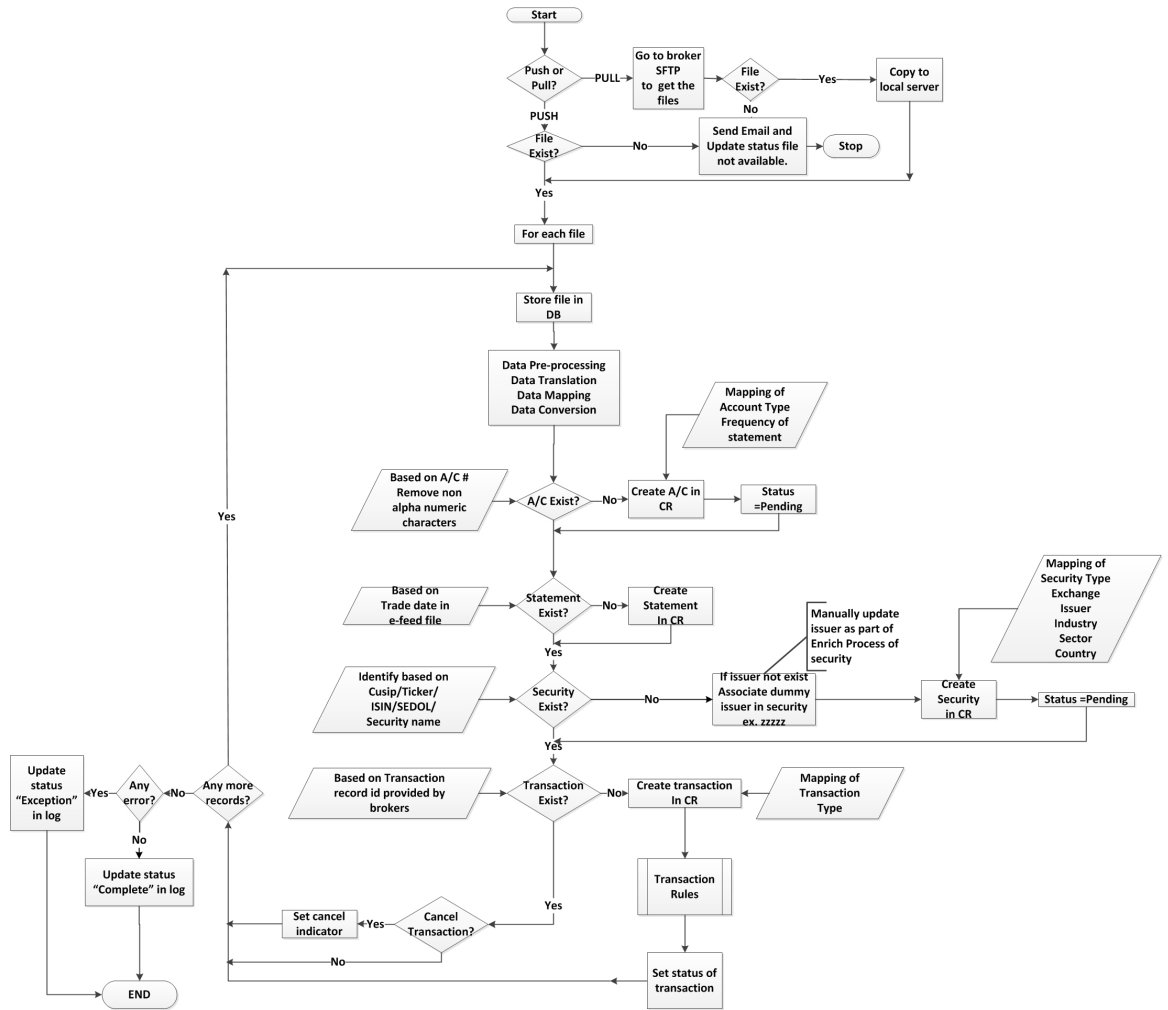 Start
Push or
Pull?
PULL
Go to broker
SFTP
to get the
files
File
Exist?
Yes
Copy to
local server
No
PUSH
File
Exist?
No
Send Email and
Update status file
not available.
Stop
Yes
For each file
Store file in
DB
Data Pre-processing
Data Translation
Data Mapping
Data Conversion
Mapping of
Account Type
Frequency of
statement
Based on A/C #
Remove non
alpha numeric
characters
A/C Exist?
No
Create A/C in
CR
Status
=Pending
Yes
Based on
Trade date in
e-feed file
Statement
Exist?
No
Create
Statement
In CR
Yes
Manually update
issuer as part of
Enrich Process of
security
Mapping of
Security Type
Exchange
Issuer
Industry
Sector
Country
Identify based on
Cusip/Ticker/
ISIN/SEDOL/
Security name
Security
Exist?
No
If issuer not exist
Associate dummy
issuer in security
ex. zzzzz
Create
Security
in CR
Status =Pending
Yes
Update
status
“Exception”
in log
Yes
Any
error?
No
Any more
records?
Based on Transaction
record id provided by
brokers
Transaction
Exist?
No
Create transaction
In CR
Mapping of
Transaction
Type
No
Update status
“Complete” in log
Transaction
Rules
Yes
Set cancel
indicator
Yes
Cancel
Transaction?
No
Set status of
transaction
END